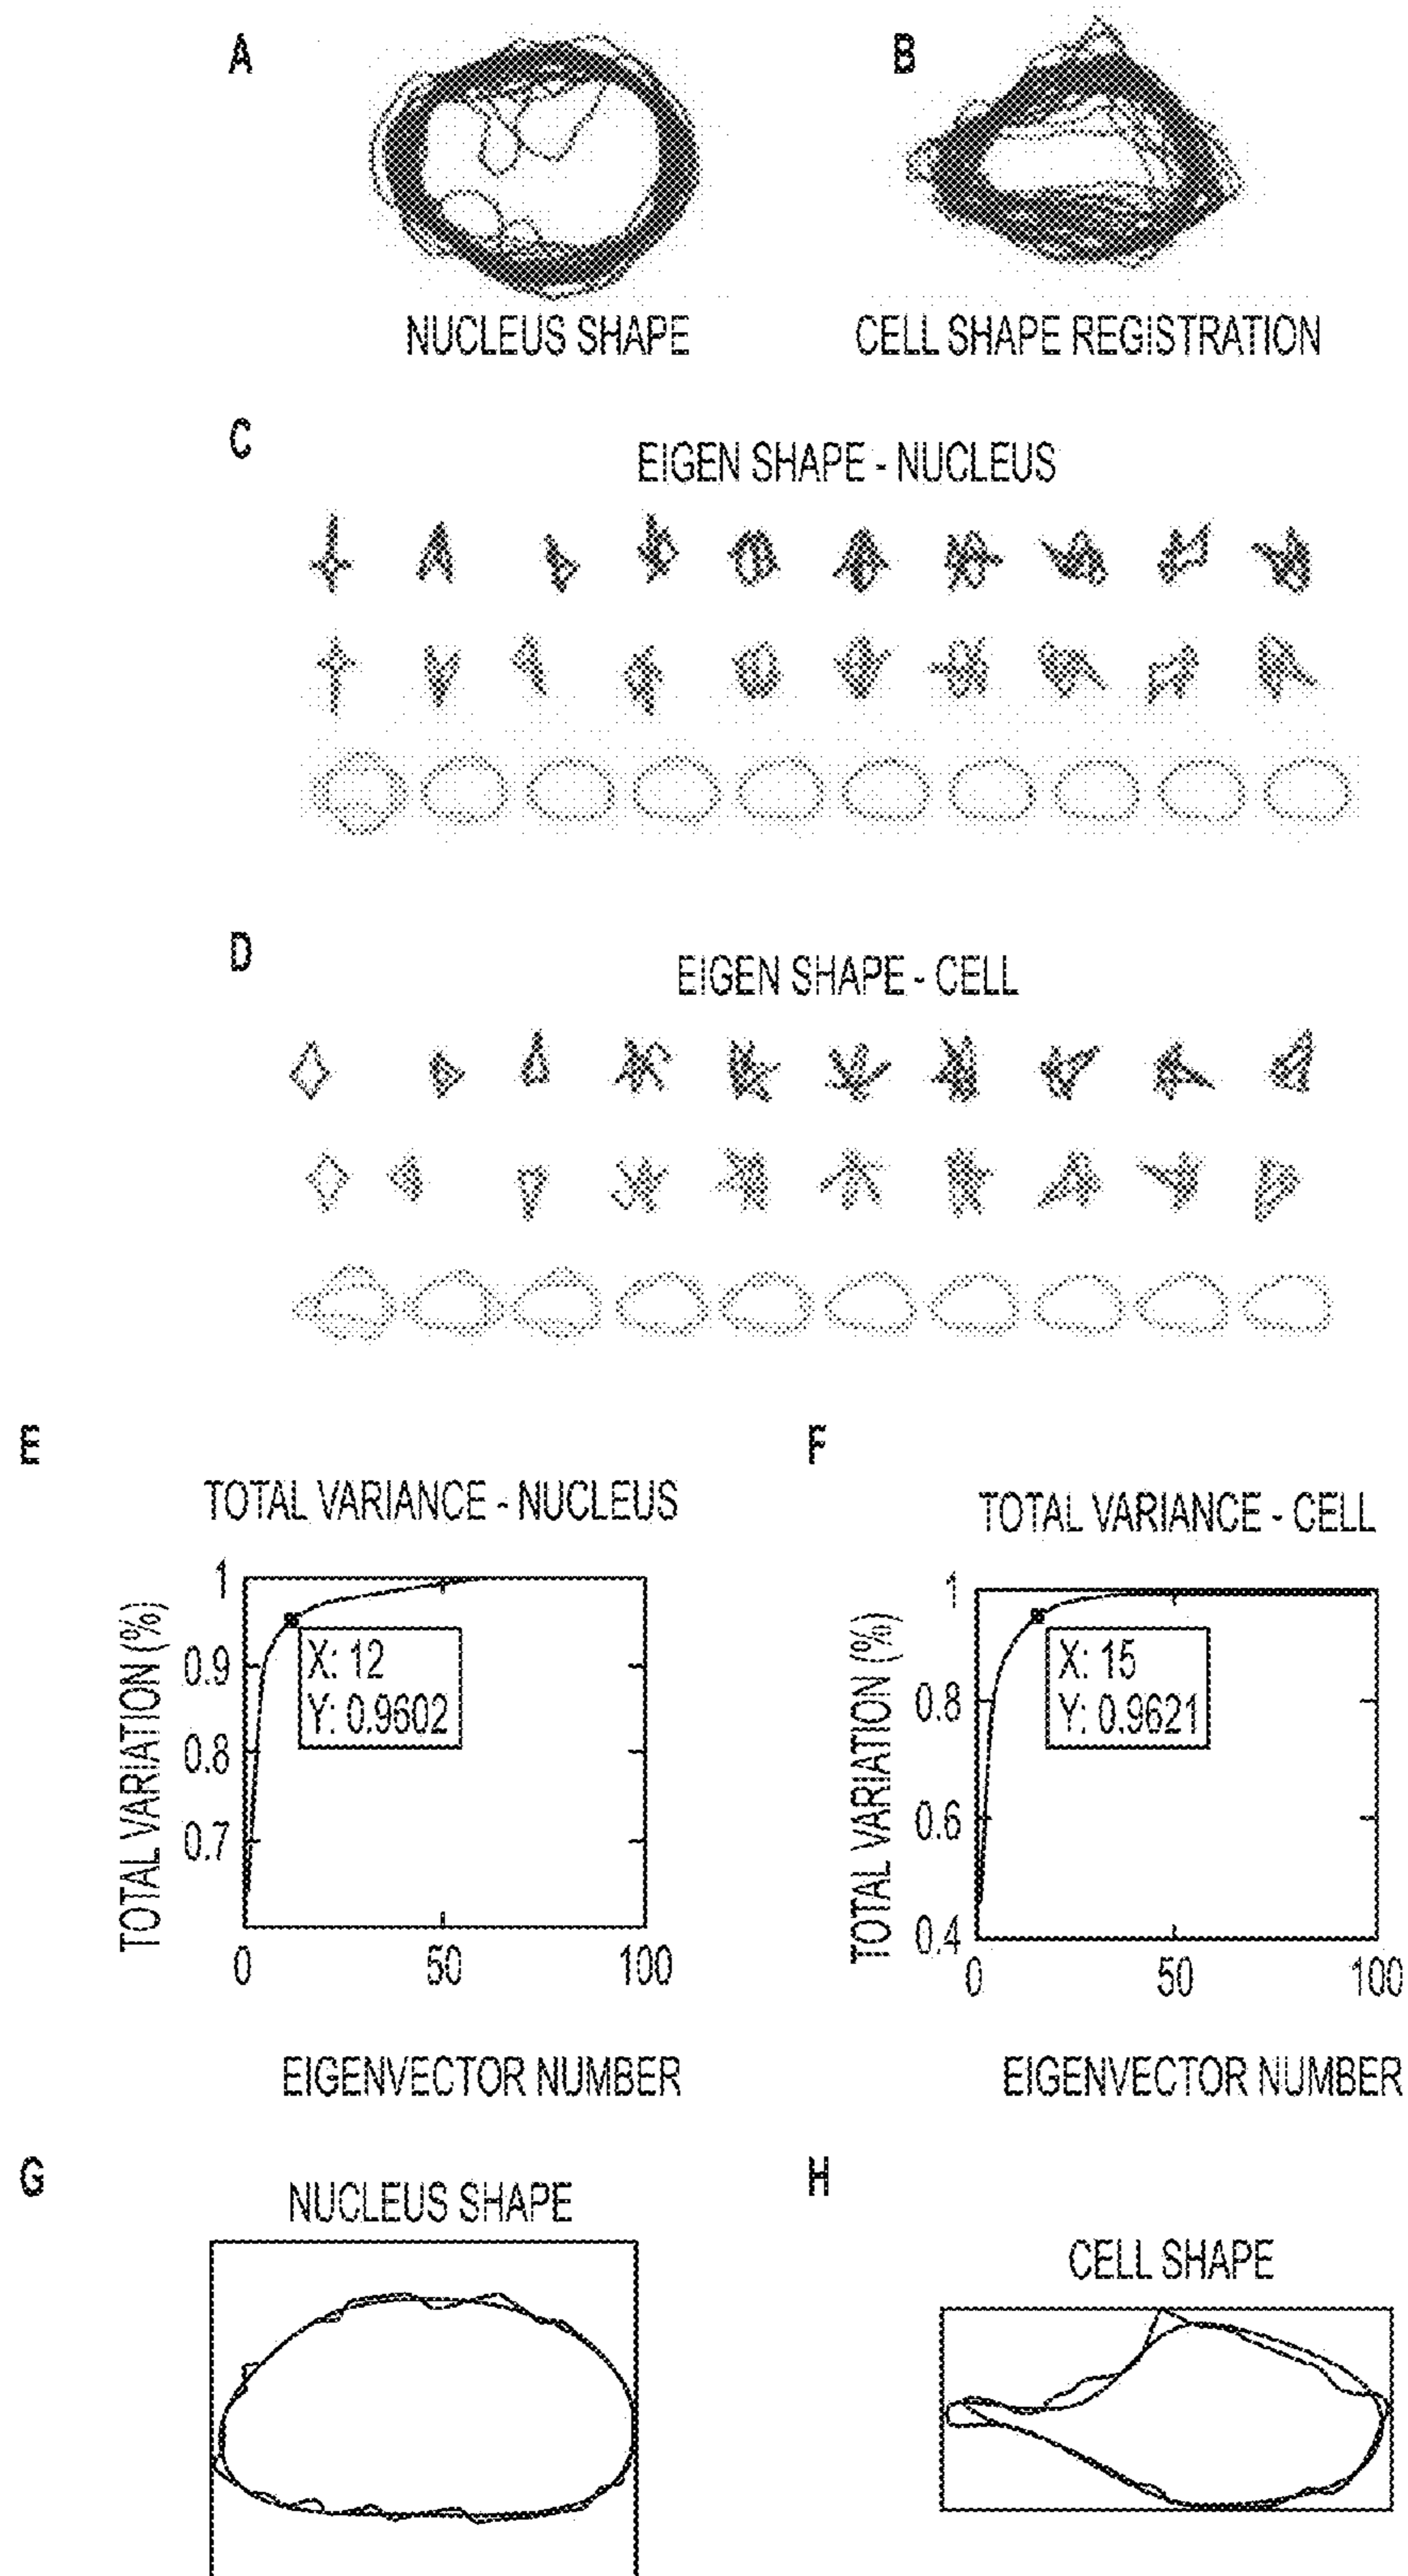 A
B
NUCLEUS SHAPE
CELL SHAPE REGISTRATION
C
EIGEN SHAPE - NUCLEUS
D
EIGEN SHAPE - CELL
E
F
TOTAL VARIANCE - NUCLEUS
TOTAL VARIANCE - CELL
TOTAL VARIATION (%)
1
0.9
0.8
0.7
X: 12
Y: 0.9602
0
50
100
EIGENVECTOR NUMBER
TOTAL VARIATION (%)
1
0.8
0.6
0.4
X: 15
Y: 0.9621
0
50
100
EIGENVECTOR NUMBER
G
H
NUCLEUS SHAPE
CELL SHAPE